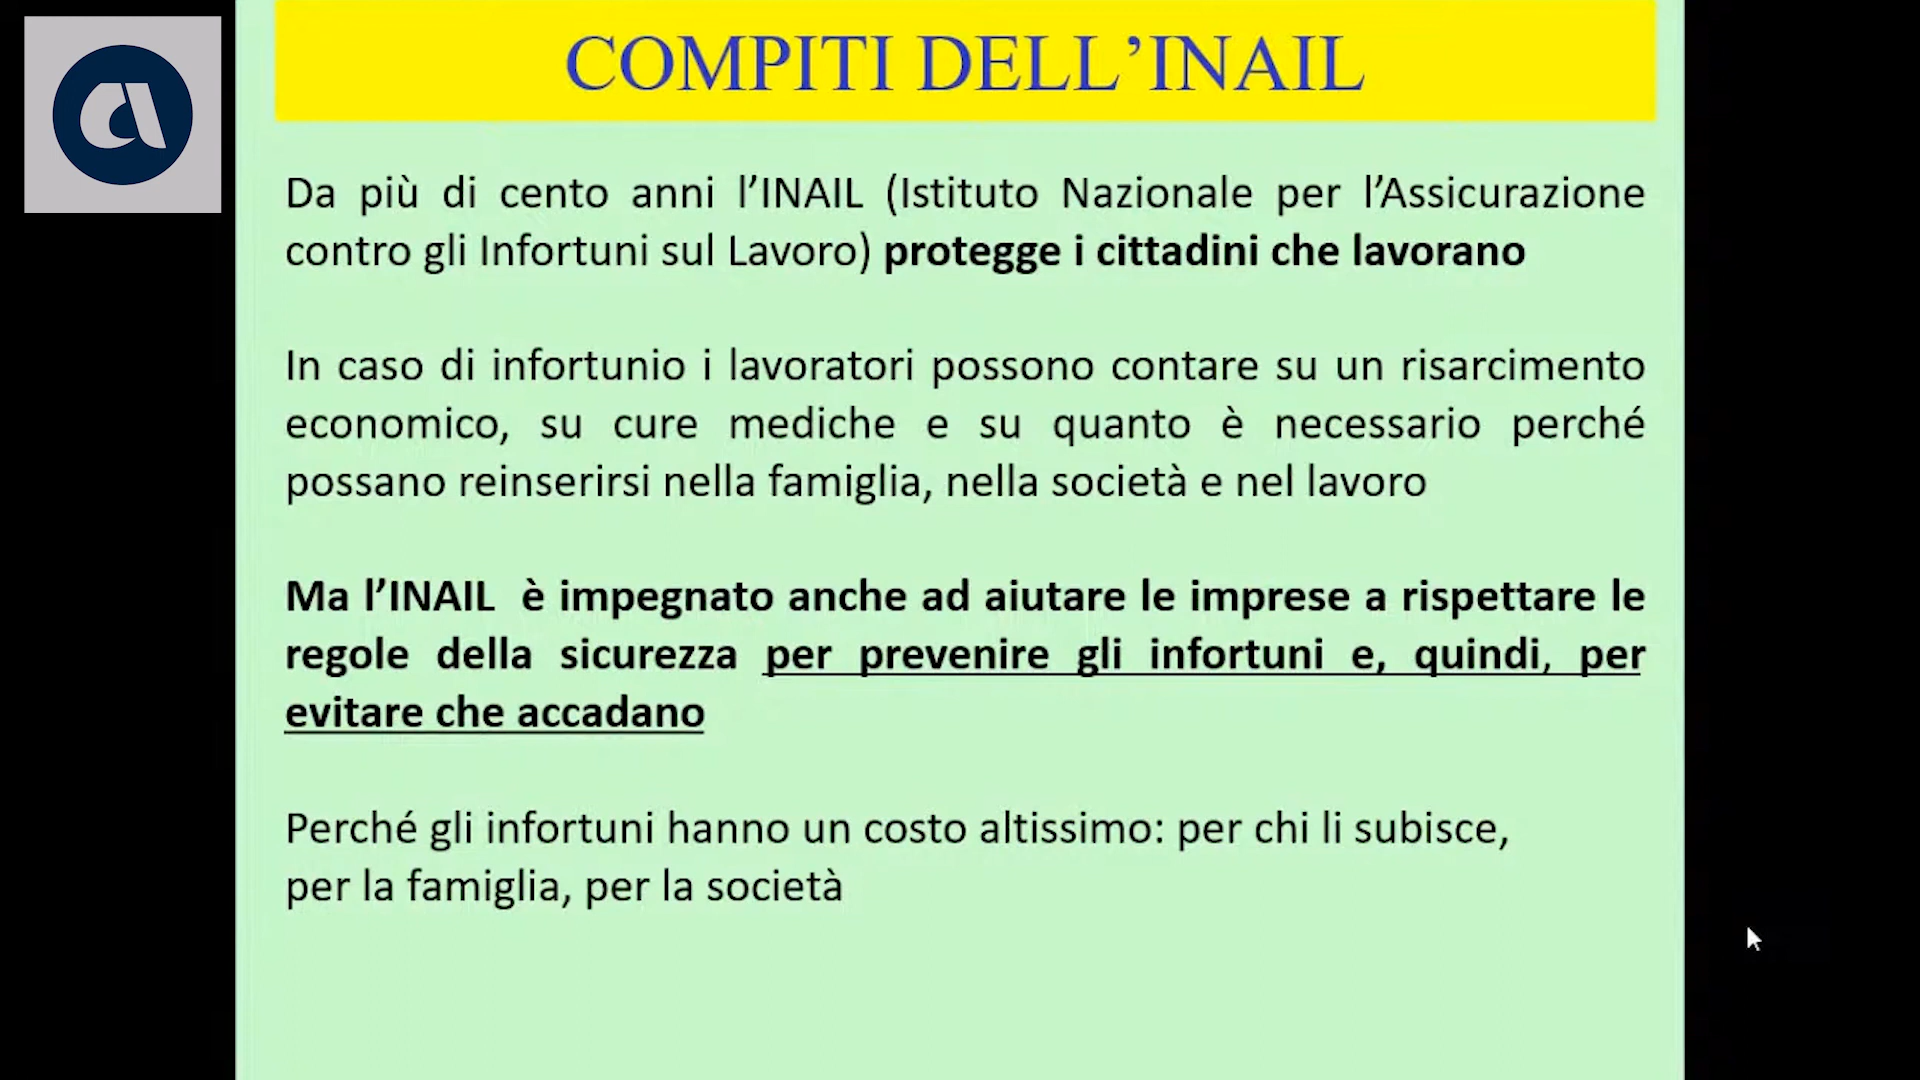 COMPITI DELL’INAIL
Da più di cento anni l’INAIL (Istituto Nazionale per l’Assicurazione
contro gli Infortuni sul Lavoro) protegge i cittadini che lavorano
In caso di infortunio i lavoratori possono contare su un risarcimento
economico, su cure mediche e su quanto è necessario perché
possano reinserirsi nella famiglia, nella società e nel lavoro
Ma l’INAIL è impegnato anche ad aiutare le imprese a rispettare le
regole della sicurezza per prevenire gli infortuni e, quindi, per
evitare che accadano
Perché gli infortuni hanno un costo altissimo: per chi li subisce,
per la famiglia, per la società